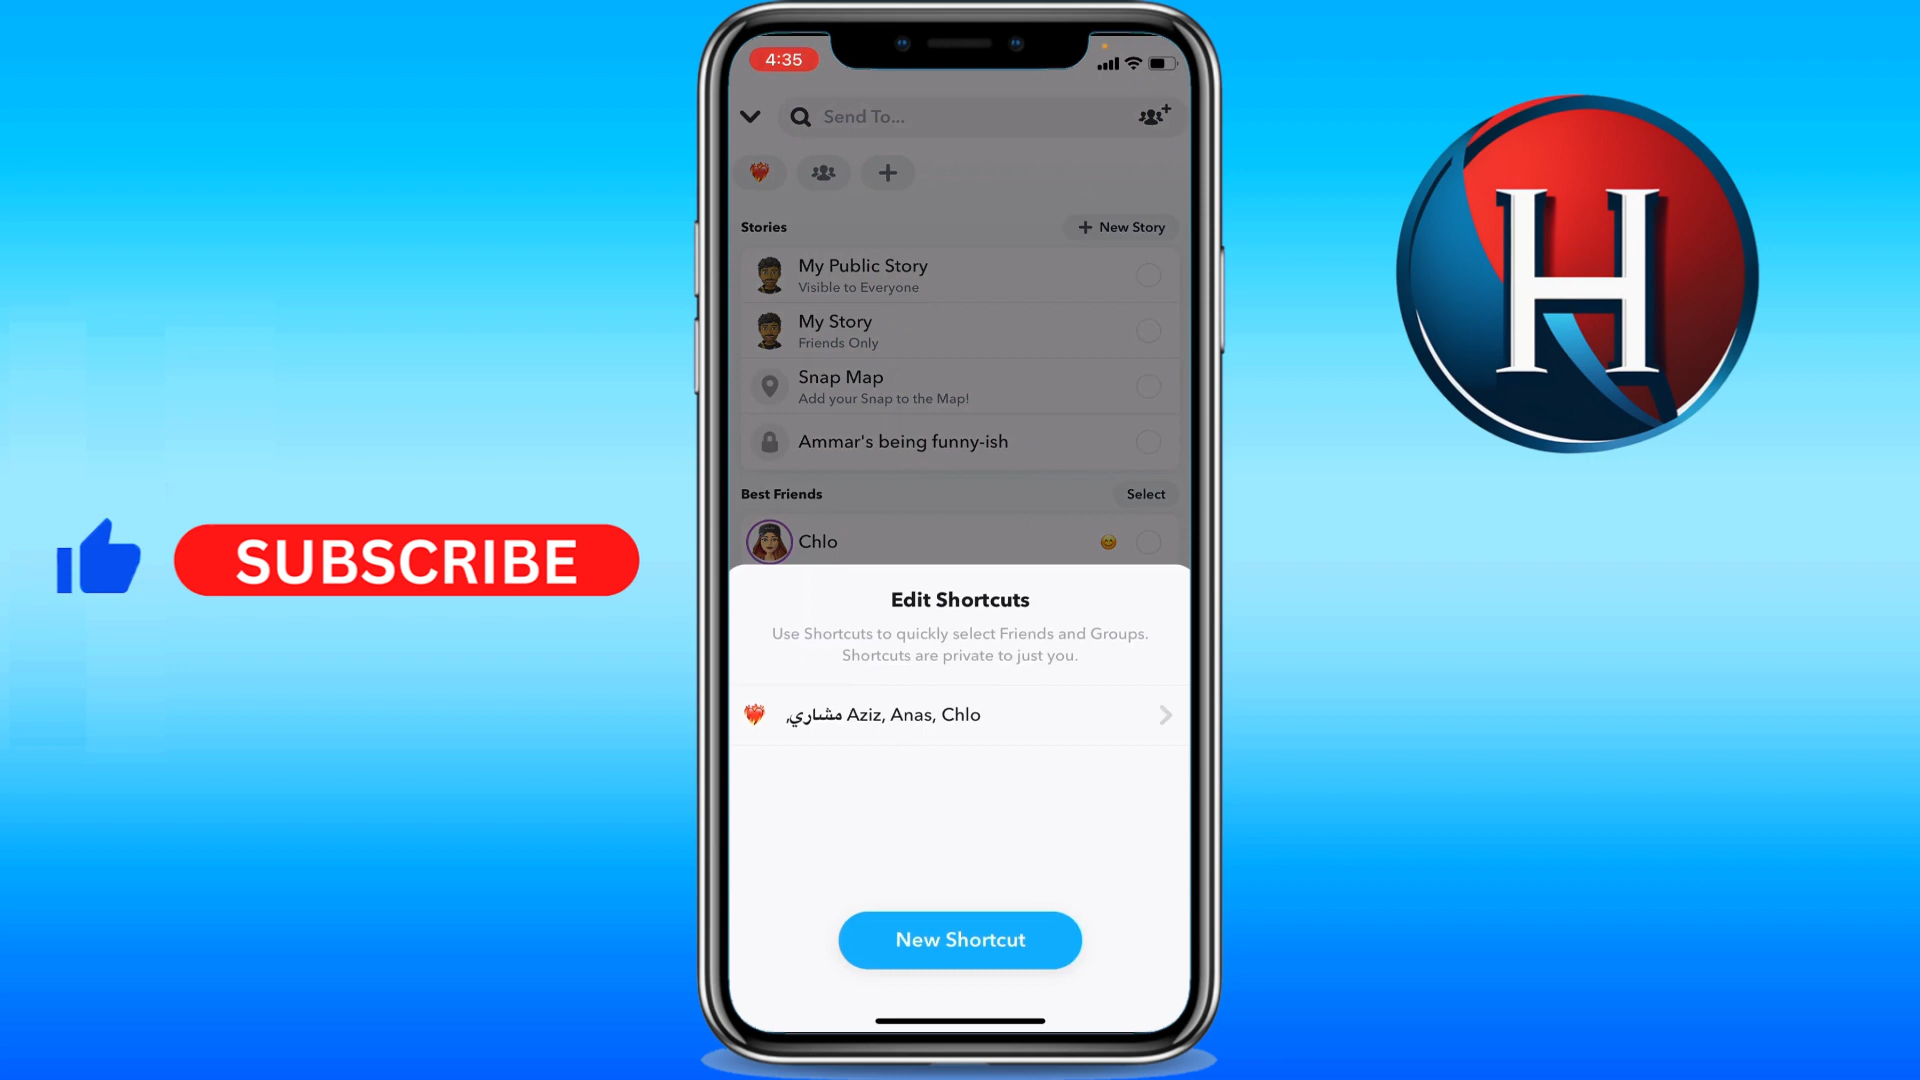 4:35
Send To...
Stories
New Story
My Public Story
Visible to Everyone
My Story
Friends Only
Snap Map
Add your Snap to the Map!
Ammar's being funny-ish
Best Friends
Select
Chlo
Edit Shortcuts
Use Shortcuts to quickly select Friends and Groups.
Shortcuts are private to just you.
مشاري, Aziz, Anas, Chlo
New Shortcut
SUBSCRIBE
H